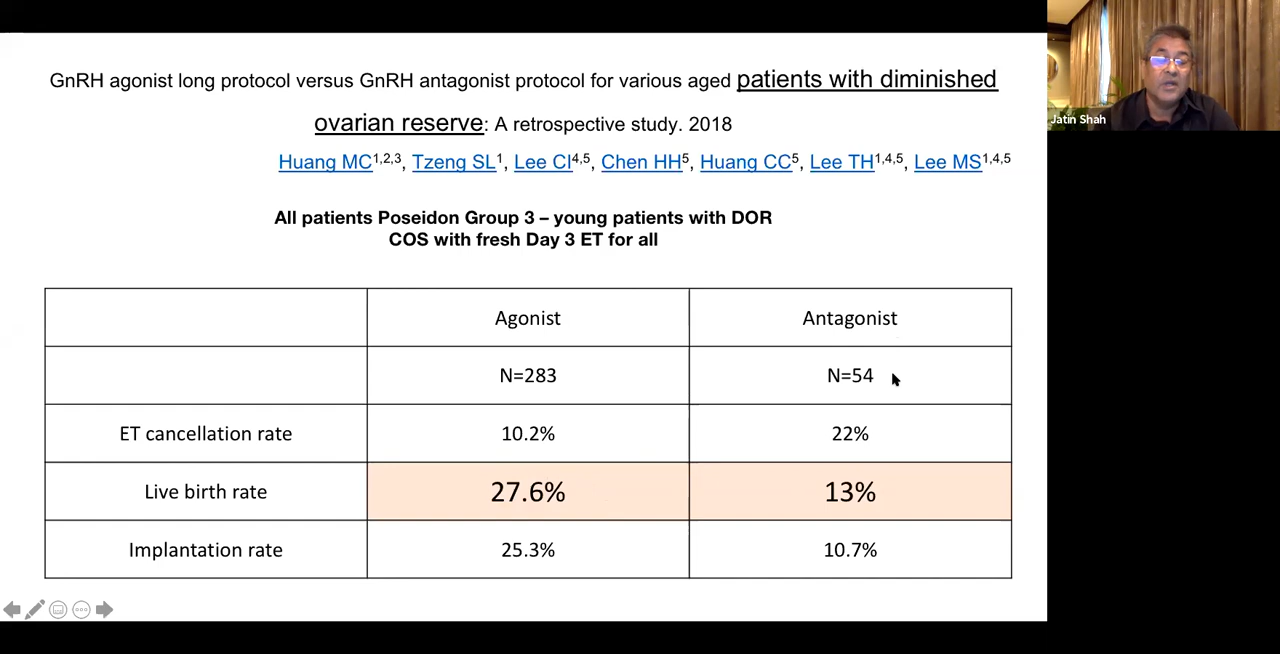 GnRH agonist long protocol versus GnRH antagonist protocol for various aged patients with diminished
ovarian reserve: A retrospective study. 2018
Huang MC1,2,3, Tzeng SL1, Lee CI4,5, Chen HH5, Huang CC5, Lee TH1,4,5, Lee MS1,4,5
All patients Poseidon Group 3 – young patients with DOR
COS with fresh Day 3 ET for all
Agonist Antagonist
N=283 N=54
ET cancellation rate 10.2% 22%
Live birth rate 27.6% 13%
Implantation rate 25.3% 10.7%
Jatin Shah